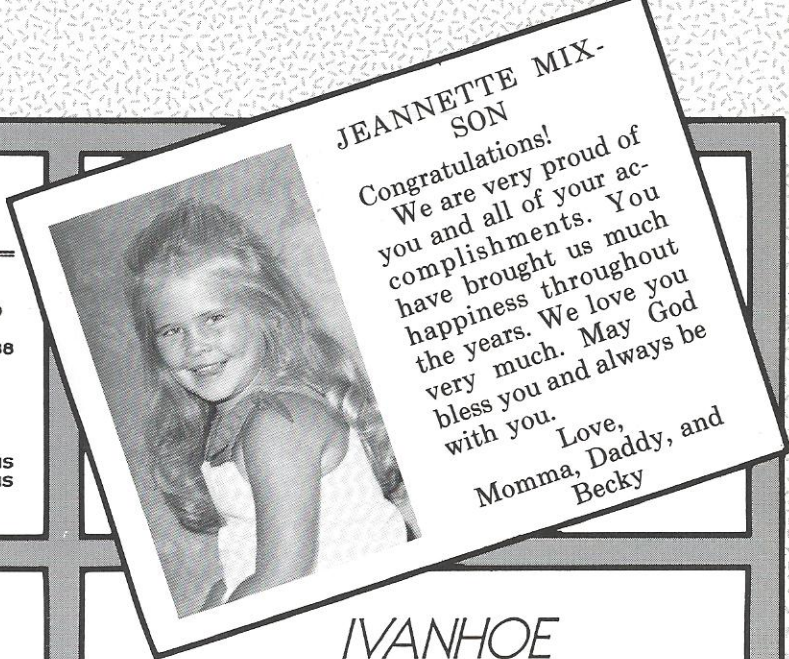 JEANNETTE MIX-
SON
Congratulations!
We are very proud of
you and all of your ac-
complishments. You
have brought us much
happiness throughout
the years. We love you
very much. May God
bless you and always be
with you.
Love,
Momma, Daddy, and
Becky
IVANHOE